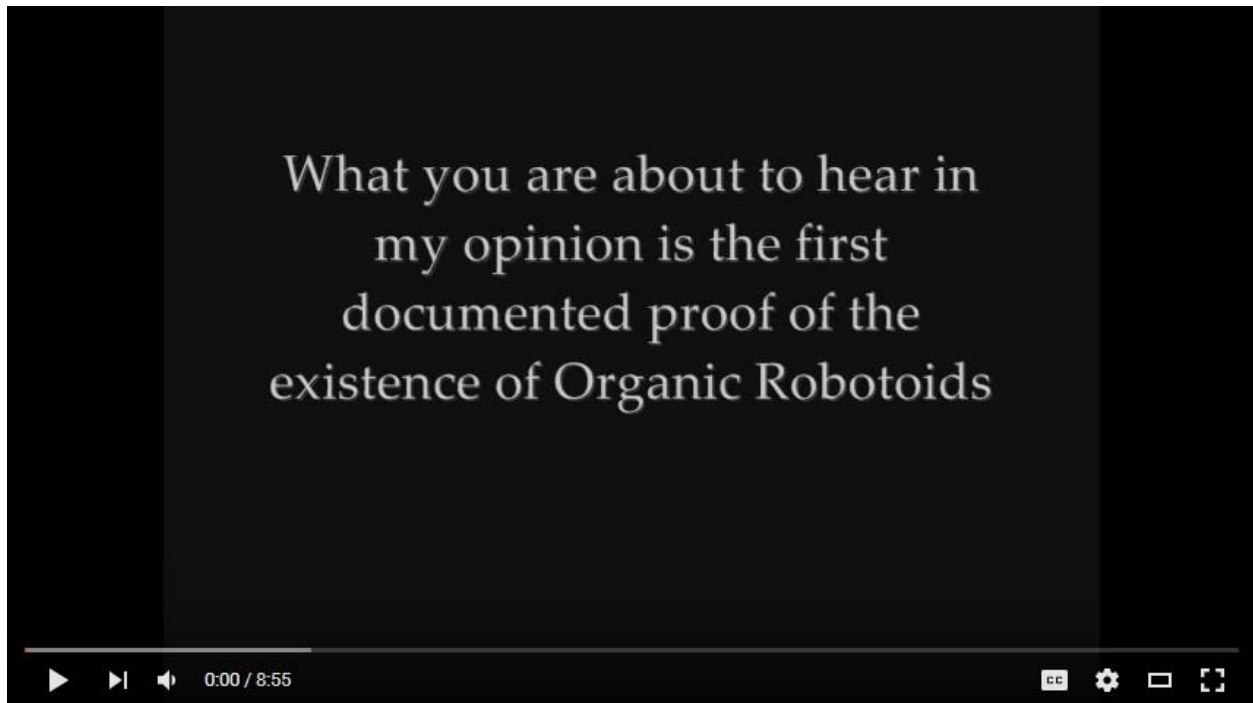 What you are about to hear in
my opinion is the first
documented proof of the
existence of Organic Robotoids
0:00 / 8:55
CC